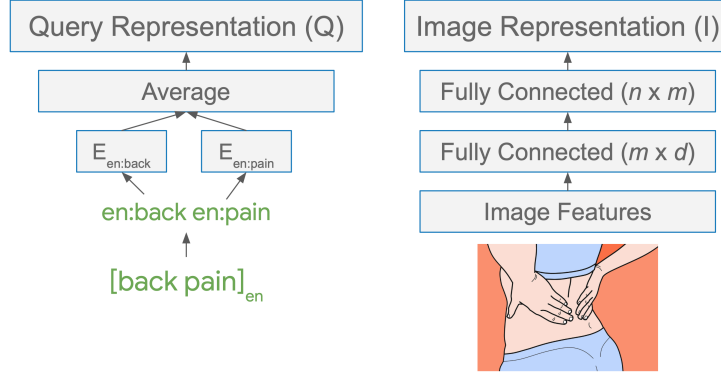 Query Representation (Q)
Average
E en:back
E en:pain
en:back en:pain
[back pain]en
Image Representation (I)
Fully Connected (n x m)
Fully Connected (m x d)
Image Features